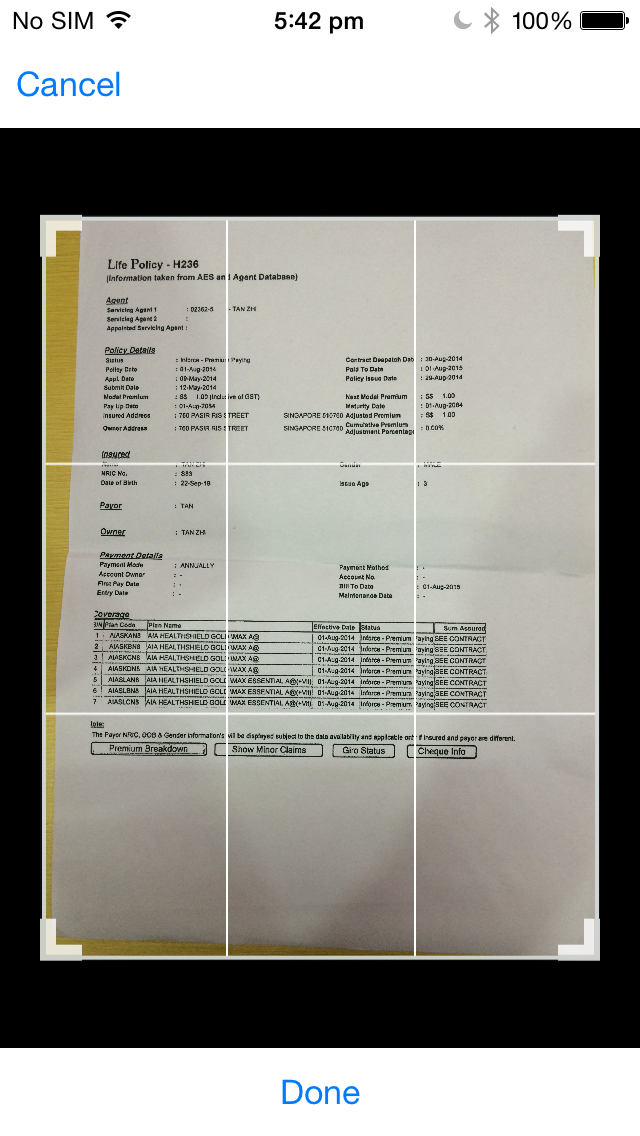 No SIM 5:42 pm 100%
Cancel
Life Policy - H236
(Information taken from AES and Agent Database)
Agent
Servicing Agent 1 : 02362-5 - TAN ZHI
Servicing Agent 2 :
Appointed Servicing Agent :
Policy Details
Status : Inforce - Premium Paying Contract Despatch Date : 30-Aug-2014
Policy Date : 01-Aug-2014 Paid To Date : 01-Aug-2015
Appl. Date : 09-May-2014 Policy Issue Date : 29-Aug-2014
Submit Date : 12-May-2014
Model Premium : S$ 1.00 (Inclusive of GST) Next Model Premium : S$ 1.00
Pay Up Date : 01-Aug-2084 Maturity Date : 01-Aug-2084
Insured Address : 760 PASIR RIS STREET SINGAPORE 510760 Adjusted Premium : S$ 1.00
Owner Address : 760 PASIR RIS STREET SINGAPORE 510760 Cumulative Premium Adjustment Percentage : 0.00%
Insured
Name : TAN ZHI Gender : MALE
NRIC No. : S83
Date of Birth : 22-Sep-18 Issue Age : 3
Payor : TAN
Owner : TAN ZHI
Payment Details
Payment Mode : ANNUALLY Payment Method : -
Account Owner : - Account No. : -
First Pay Date : - Bill To Date : 01-Aug-2015
Entry Date : - Maintenance Date : -
Coverage
S/N Plan Code Plan Name Effective Date Status Sum Assured
1 AIASKAN8 AIA HEALTHSHIELD GOLD MAX A@ 01-Aug-2014 Inforce - Premium Paying SEE CONTRACT
2 AIASKBN8 AIA HEALTHSHIELD GOLD MAX A@ 01-Aug-2014 Inforce - Premium Paying SEE CONTRACT
3 AIASKCN8 AIA HEALTHSHIELD GOLD MAX A@ 01-Aug-2014 Inforce - Premium Paying SEE CONTRACT
4 AIASKDN8 AIA HEALTHSHIELD GOLD MAX A@ 01-Aug-2014 Inforce - Premium Paying SEE CONTRACT
5 AIASLAN8 AIA HEALTHSHIELD GOLD MAX ESSENTIAL A@(+VII) 01-Aug-2014 Inforce - Premium Paying SEE CONTRACT
6 AIASLBN8 AIA HEALTHSHIELD GOLD MAX ESSENTIAL A@(+VII) 01-Aug-2014 Inforce - Premium Paying SEE CONTRACT
7 AIASLCN8 AIA HEALTHSHIELD GOLD MAX ESSENTIAL A@(+VII) 01-Aug-2014 Inforce - Premium Paying SEE CONTRACT
Note:
The Payor NRIC, DOB & Gender information's will be displayed subject to the data availability and applicable only if insured and payor are different.
Premium Breakdown Show Minor Claims Giro Status Cheque Info
Done